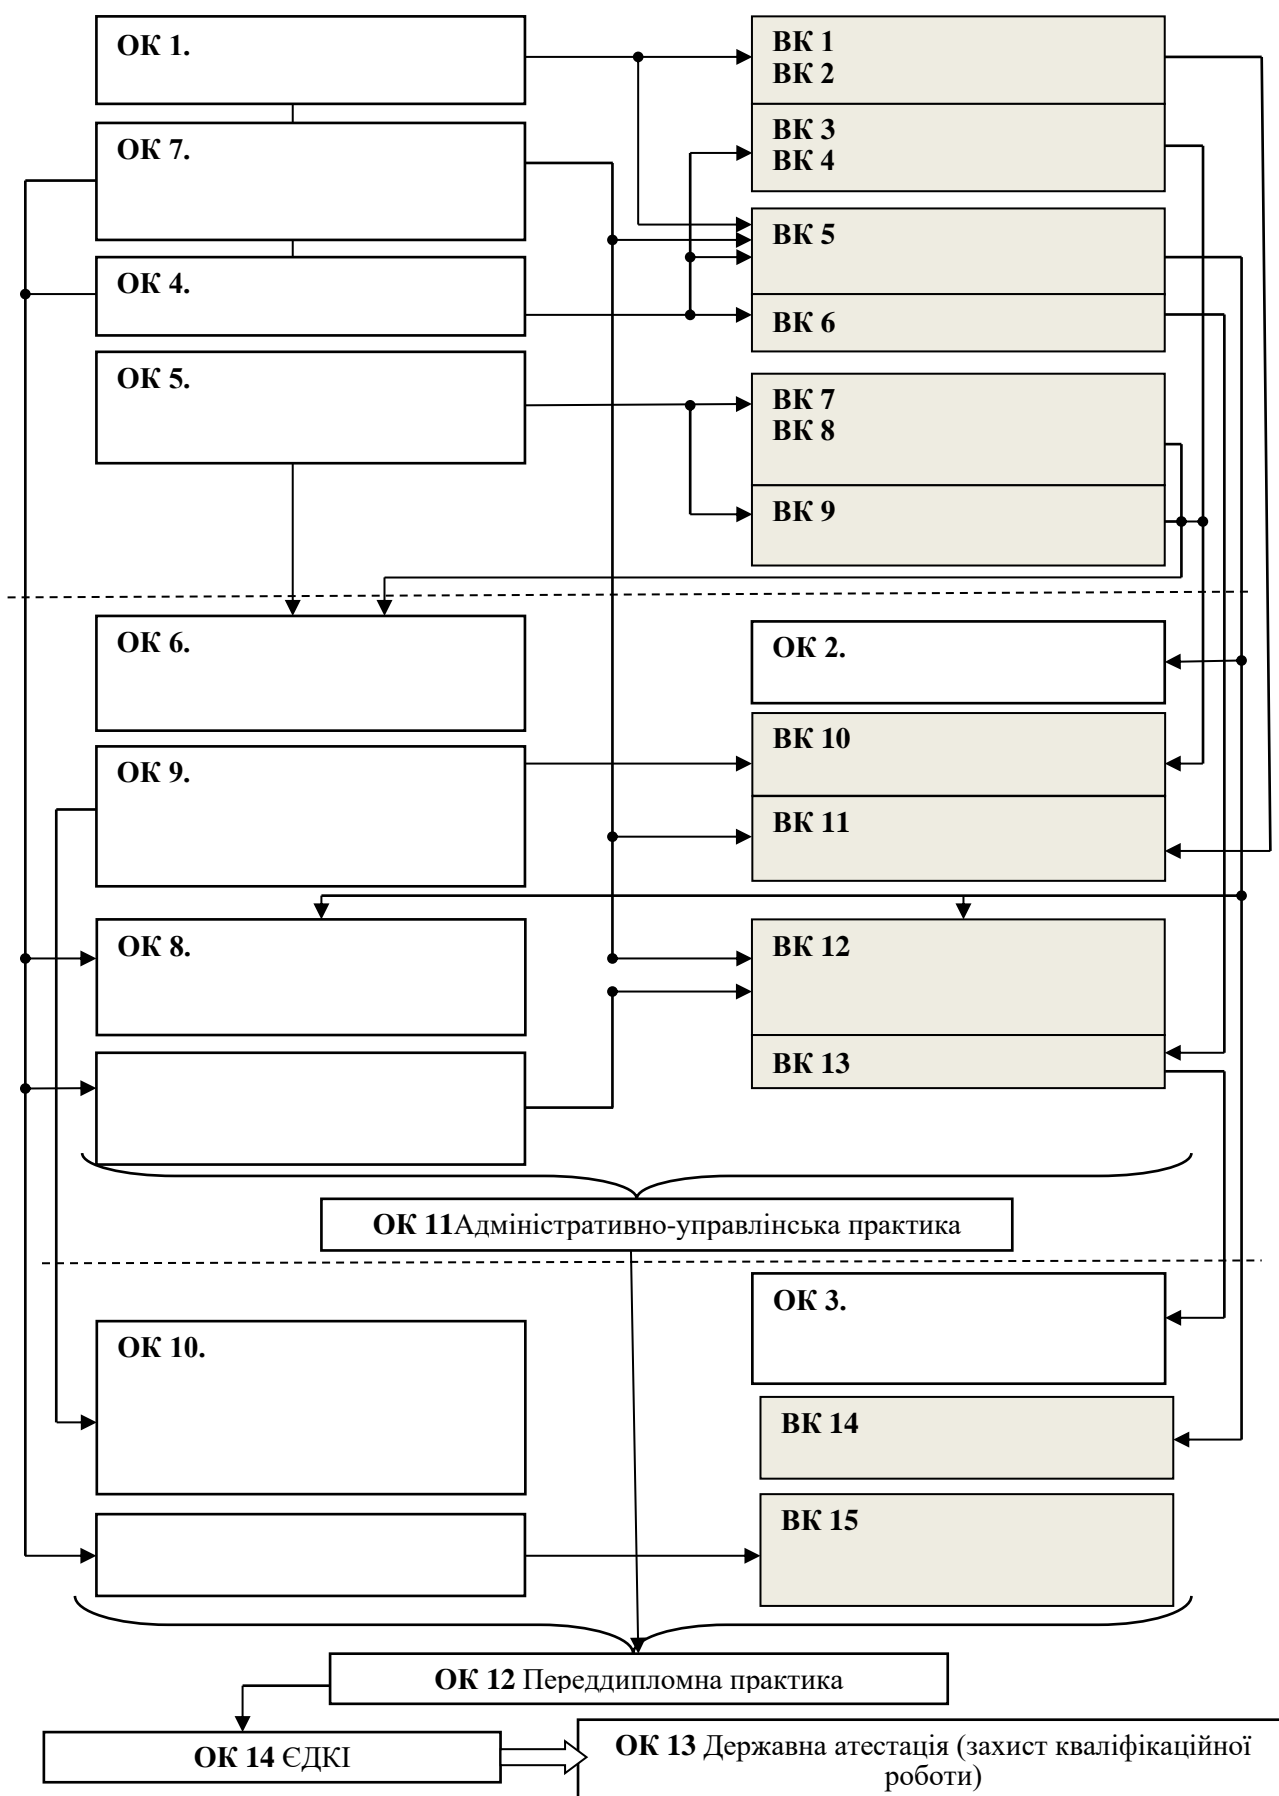 ОК 1.
ВК 1
ВК 2
ОК 7.
ВК 3
ВК 4
ВК 5
ОК 4.
ВК 6
ОК 5.
ВК 7
ВК 8
ВК 9
ОК 6.
ОК 2.
ВК 10
ОК 9.
ВК 11
ОК 8.
ВК 12
ВК 13
ОК 11Адміністративно-управлінська практика
ОК 3.
ОК 10.
ВК 14
ВК 15
ОК 12 Переддипломна практика
ОК 14 ЄДКІ
ОК 13 Державна атестація (захист кваліфікаційної
роботи)